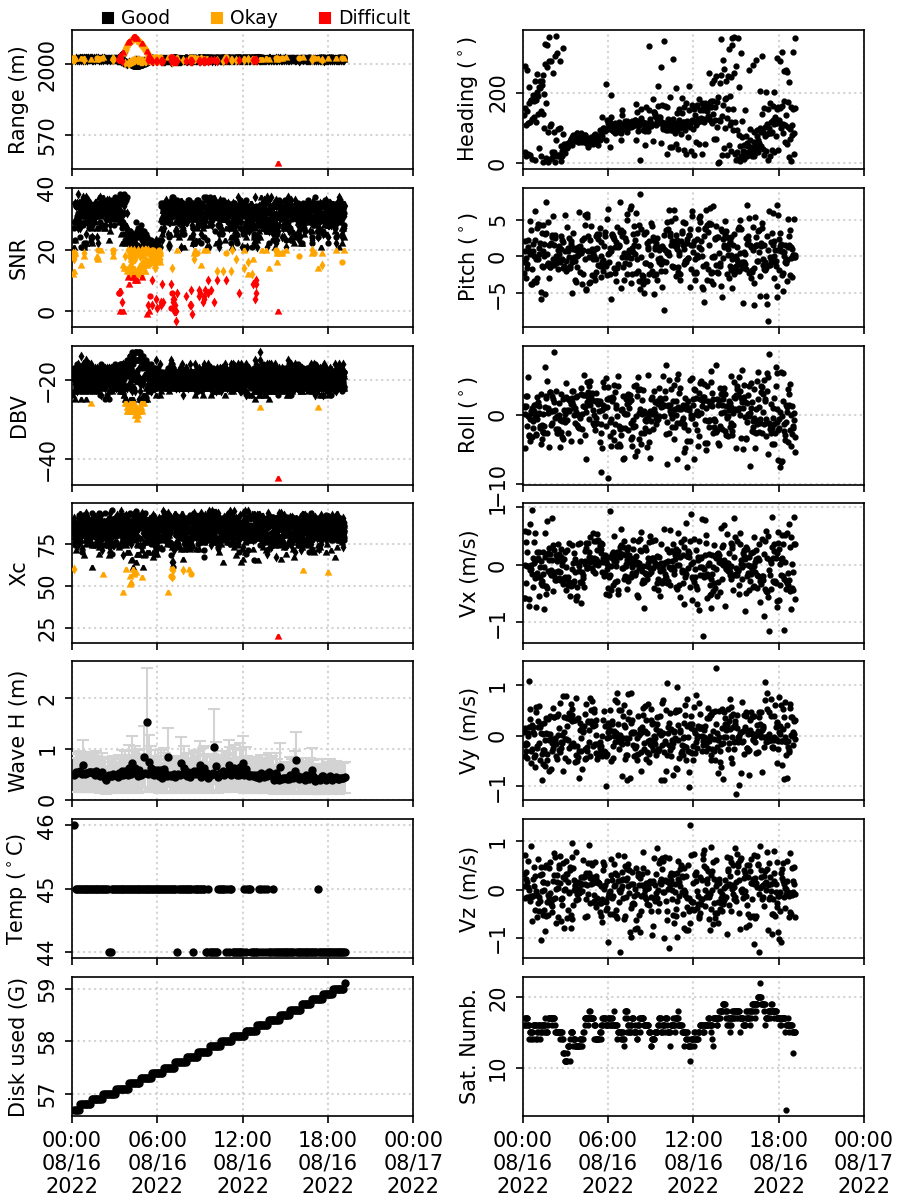 Good Okay Difficult
Range (m)
2000
570
Heading (°)
200
0
SNR
40
20
0
Pitch (°)
5
0
−5
DBV
−20
−40
Roll (°)
0
−10
Xc
75
50
25
Vx (m/s)
1
0
−1
Wave H (m)
2
1
0
Vy (m/s)
1
0
−1
Temp (°C)
46
45
44
Vz (m/s)
1
0
−1
Disk used (G)
59
58
57
Sat. Numb.
20
10
00:00 06:00 12:00 18:00 00:00
08/16 08/16 08/16 08/16 08/17
2022 2022 2022 2022 2022
00:00 06:00 12:00 18:00 00:00
08/16 08/16 08/16 08/16 08/17
2022 2022 2022 2022 2022